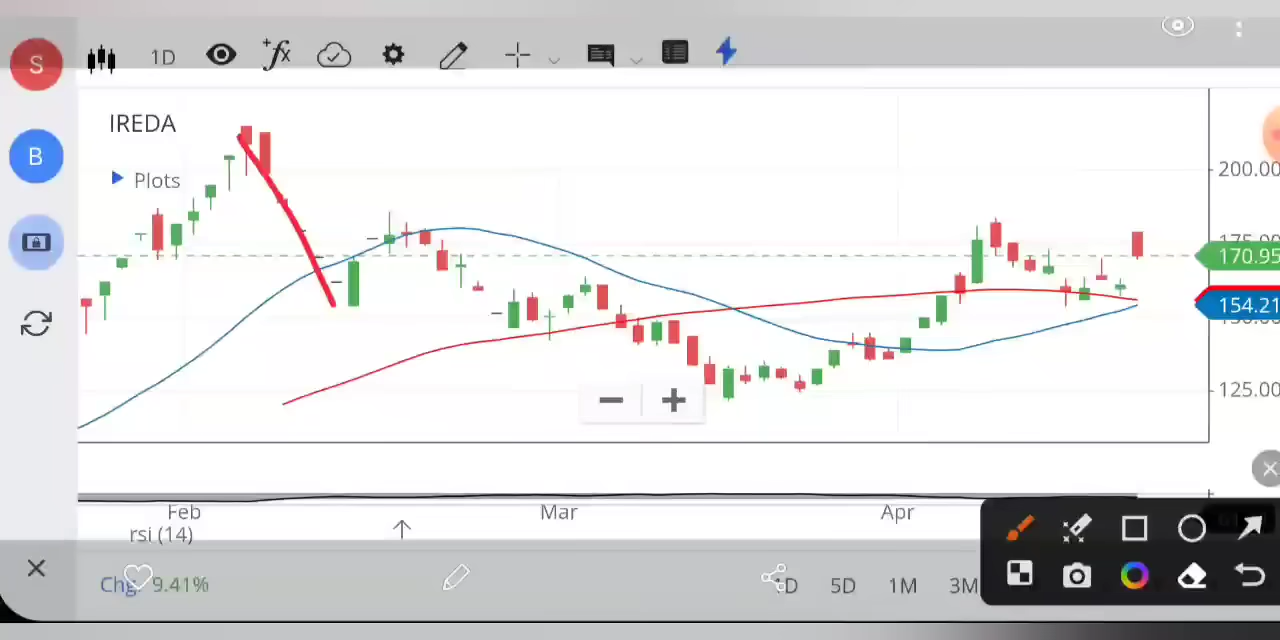 S
1D
fx
IREDA
B
Plots
200.00
170.95
154.21
125.00
Feb
Mar
Apr
rsi (14)
Chg: 9.41%
D
5D
1M
3M